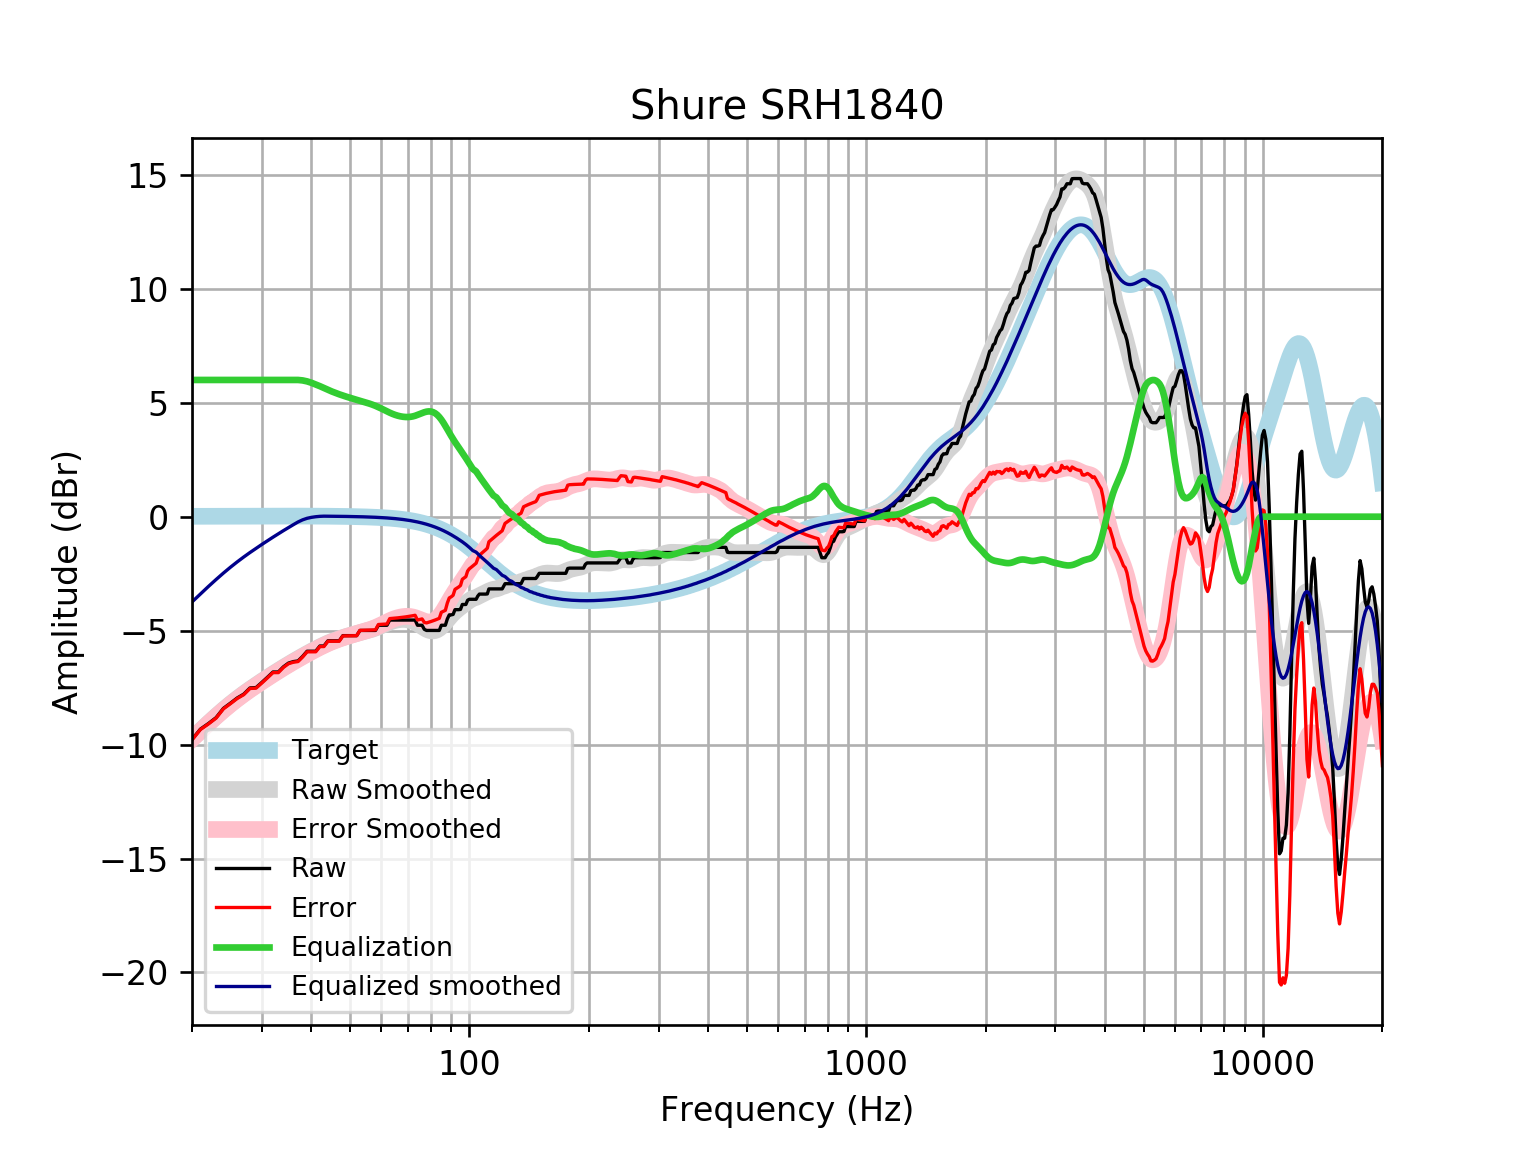 Shure SRH1840
15
10
5
0
−5
−10
−15
−20
Amplitude (dBr)
Target
Raw Smoothed
Error Smoothed
Raw
Error
Equalization
Equalized smoothed
100 1000 10000
Frequency (Hz)